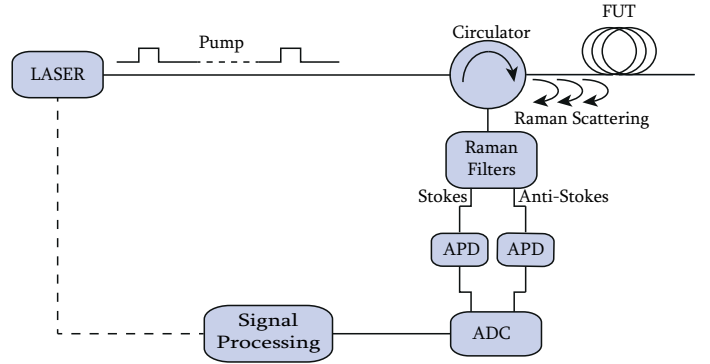 FUT
Circulator
Pump
LASER
Raman Scattering
Raman
Filters
Stokes
Anti-Stokes
APD
APD
Signal
Processing
ADC